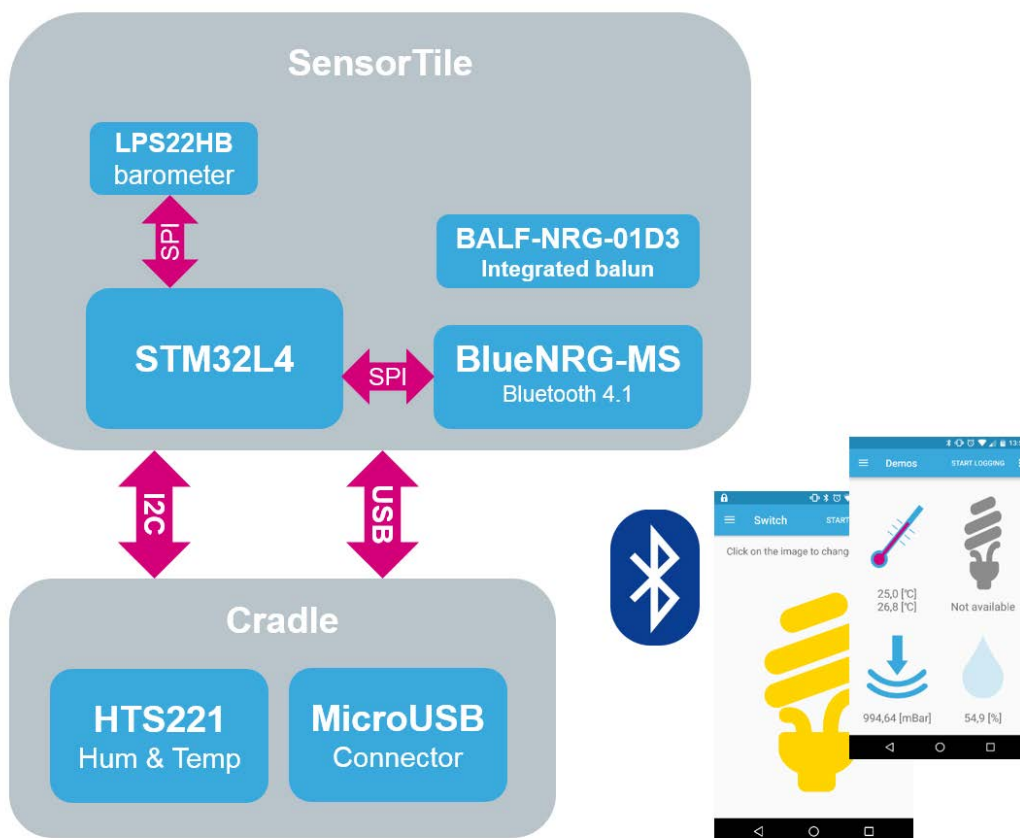 SensorTile
LPS22HB
barometer
SPI
BALF-NRG-01D3
Integrated balun
STM32L4
SPI
BlueNRG-MS
Bluetooth 4.1
I2C
USB
Cradle
HTS221
Hum & Temp
MicroUSB
Connector
Switch
START
Click on the image to change
Demos
START LOGGING
25,0 [°C]
26,8 [°C]
Not available
994,64 [mBar]
54,9 [%]